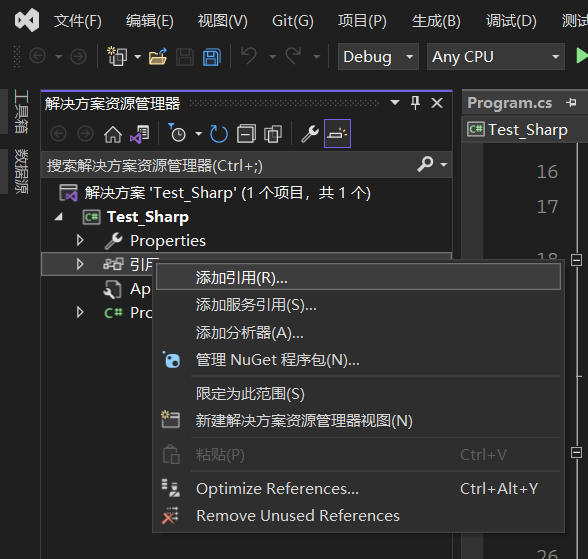 文件(F) 编辑(E) 视图(V) Git(G) 项目(P) 生成(B) 调试(D) 测试
Debug Any CPU
工具箱
数据源
解决方案资源管理器
搜索解决方案资源管理器(Ctrl+;)
解决方案 'Test_Sharp' (1 个项目，共 1 个)
Test_Sharp
Properties
引用
Ap
Pro
添加引用(R)...
添加服务引用(S)...
添加分析器(A)...
管理 NuGet 程序包(N)...
限定为此范围(S)
新建解决方案资源管理器视图(N)
粘贴(P) Ctrl+V
Optimize References... Ctrl+Alt+Y
Remove Unused References
Program.cs
C# Test_Sharp
16
17
18
26